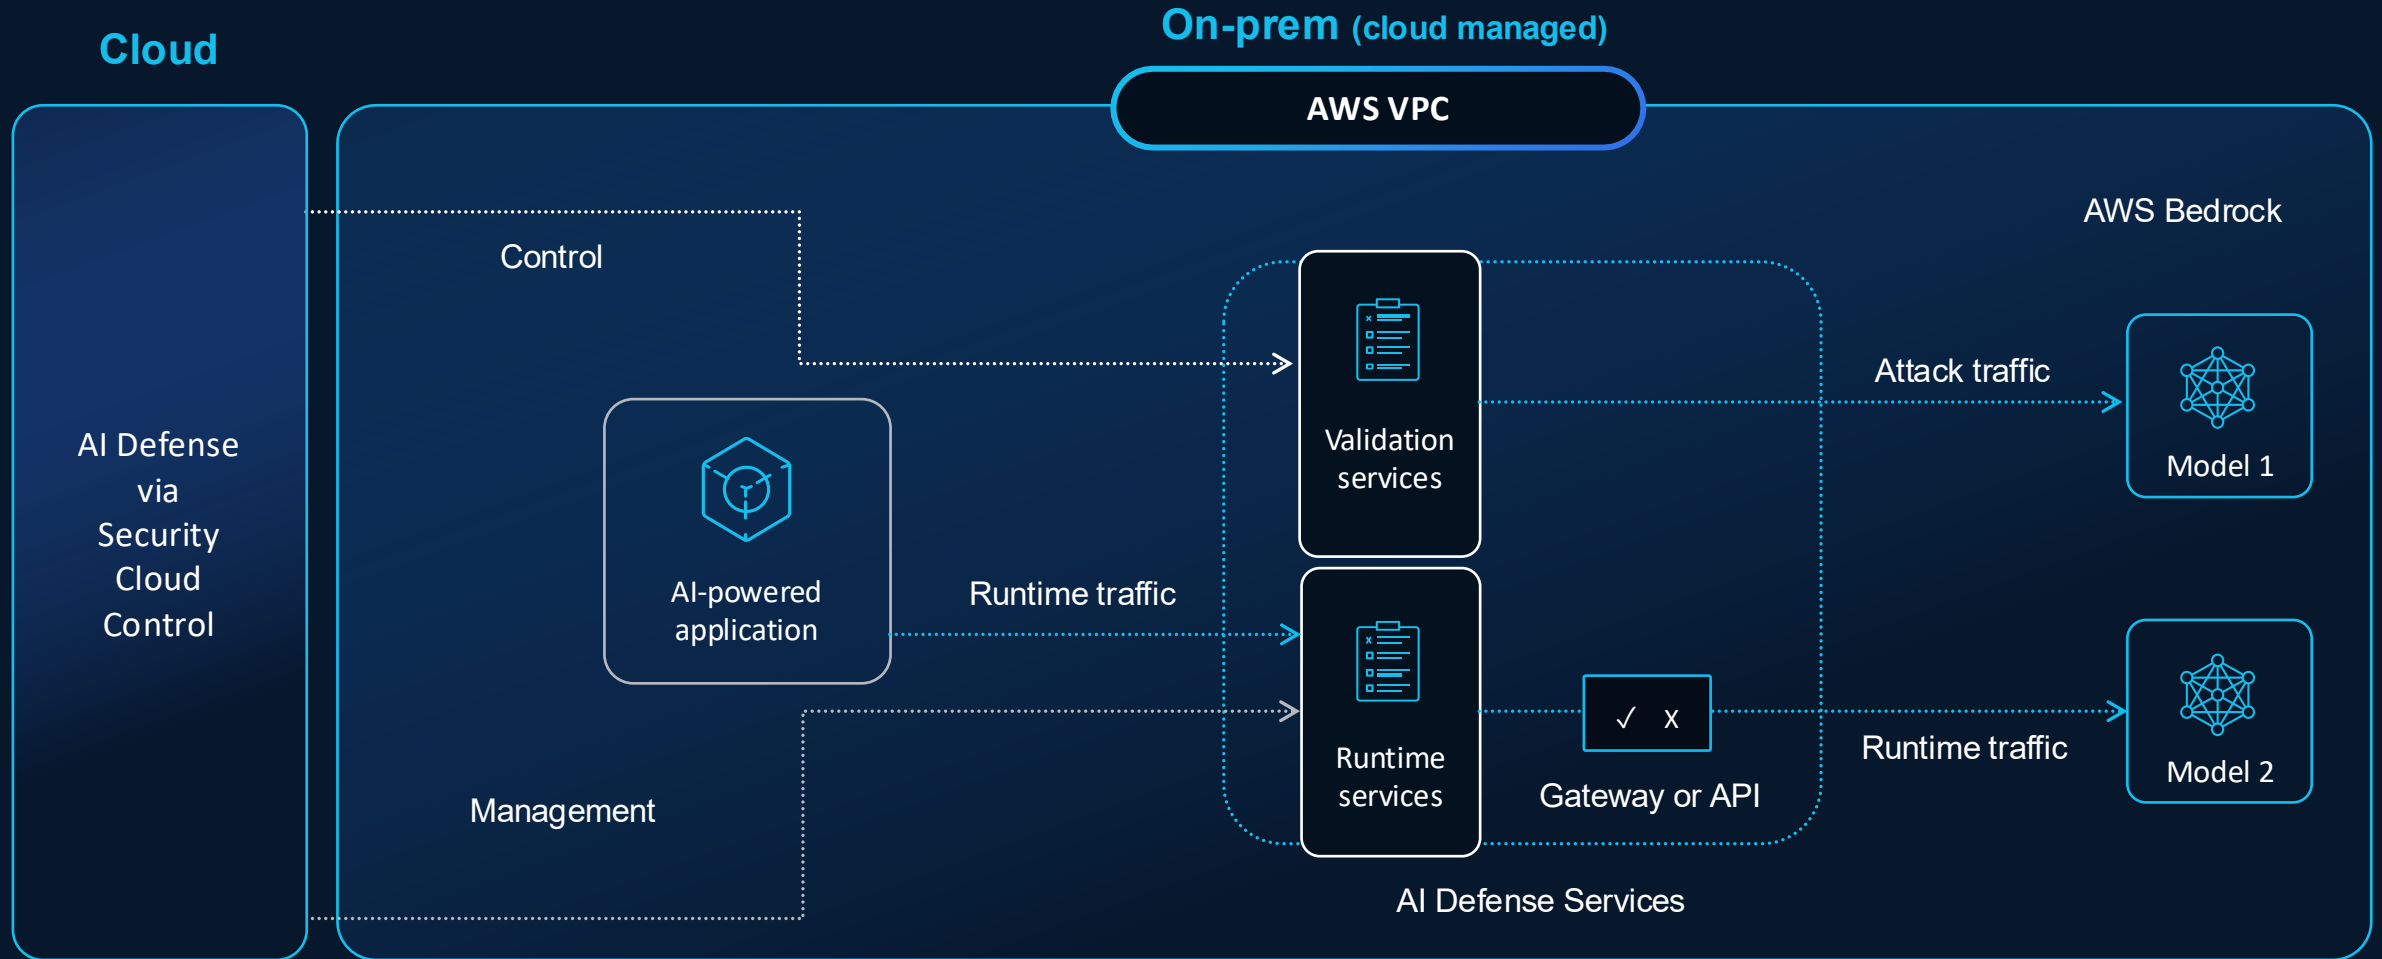 Cloud
On-prem (cloud managed)
AWS VPC
AWS Bedrock
Control
AI Defense
via
Security
Cloud
Control
AI-powered
application
Runtime traffic
Management
Validation
services
Runtime
services
✓ x
Gateway or API
AI Defense Services
Attack traffic
Model 1
Runtime traffic
Model 2